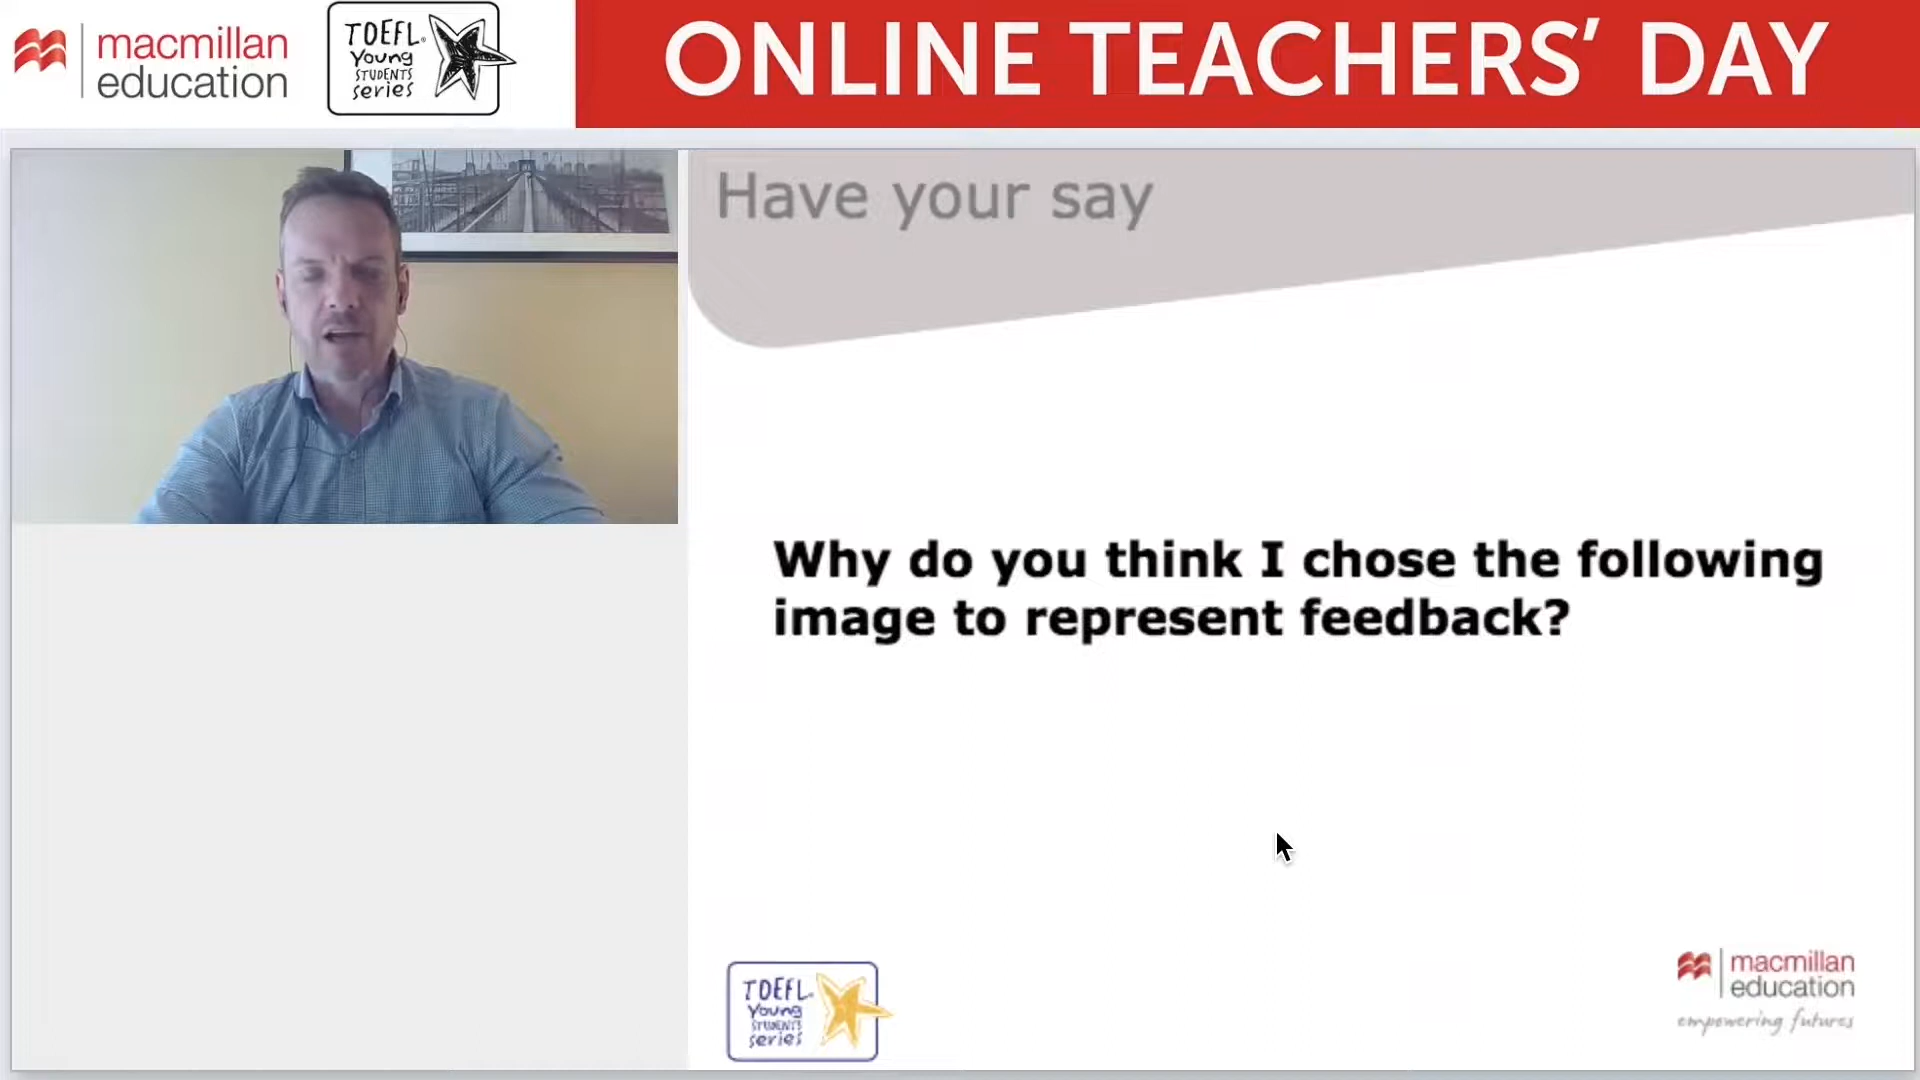 macmillan
education
TOEFL®
Young
STUDENTS
series
ONLINE TEACHERS’ DAY
Have your say
Why do you think I chose the following
image to represent feedback?
TOEFL®
Young
STUDENTS
series
macmillan
education
empowering futures